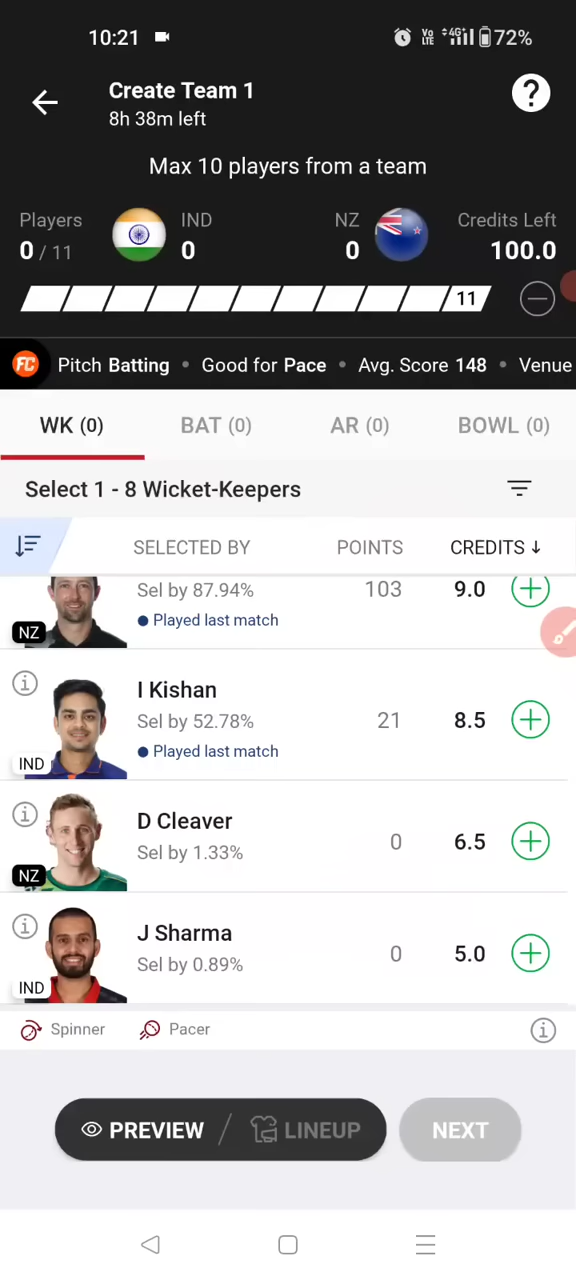 10:21 Vo LTE 4G+ 72%
Create Team 1
8h 38m left
?
Max 10 players from a team
Players IND NZ Credits Left
0 / 11 0 0 100.0
11
FC Pitch Batting • Good for Pace • Avg. Score 148 • Venue
WK (0) BAT (0) AR (0) BOWL (0)
Select 1 - 8 Wicket-Keepers
SELECTED BY POINTS CREDITS ↓
Sel by 87.94% 103 9.0
Played last match
NZ
I Kishan
Sel by 52.78% 21 8.5
Played last match
IND
D Cleaver
Sel by 1.33% 0 6.5
NZ
J Sharma
Sel by 0.89% 0 5.0
IND
Spinner Pacer
PREVIEW / LINEUP NEXT